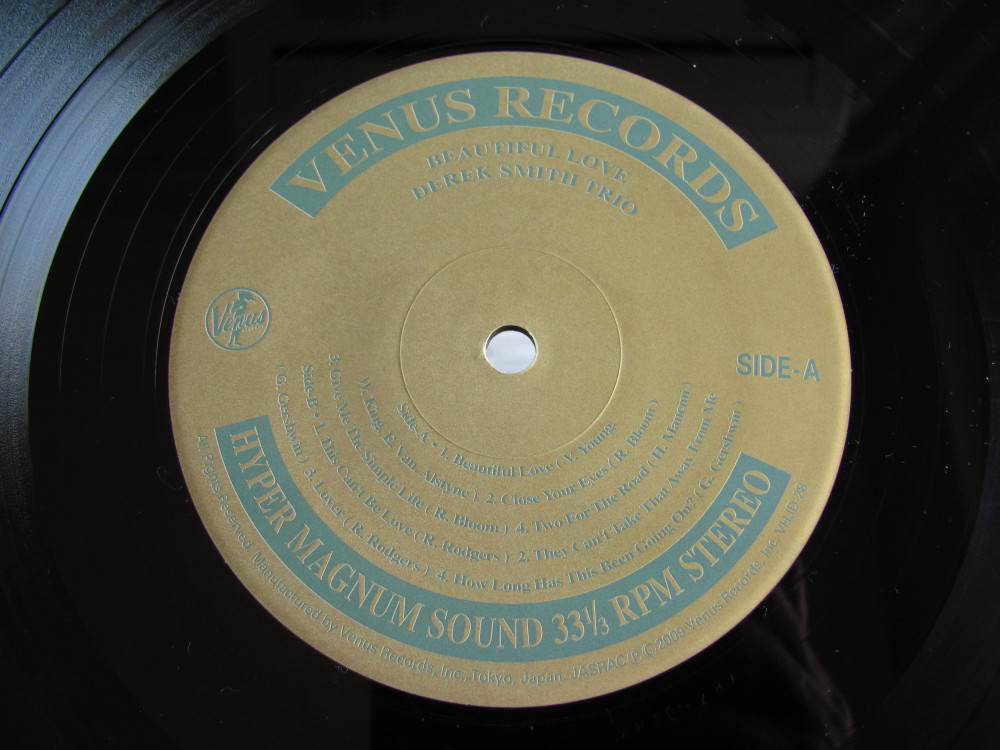 VENUS RECORDS
BEAUTIFUL LOVE
DEREK SMITH TRIO
Venus
SIDE-A
Side-A • 1. Beautiful Love ( V. Young,
W. King, E. Van. Alstyne ) 2. Close Your Eyes ( R. Bloom )
3. Give Me The Simple Life ( R. Bloom ) 4. Two For The Road ( H. Mancini )
Side-B • 1. This Can't Be Love ( R. Rodgers ) 2. They Can't Take That Away From Me
( G. Gershwin ) 3. Lover ( R. Rodgers ) 4. How Long Has This Been Going On? ( G. Gershwin )
HYPER MAGNUM SOUND 33⅓ RPM STEREO
All Rights Reserved. Manufactured by Venus Records, Inc., Tokyo, Japan. JASRAC (P.C) 2009 Venus Records, Inc. VHJD-28